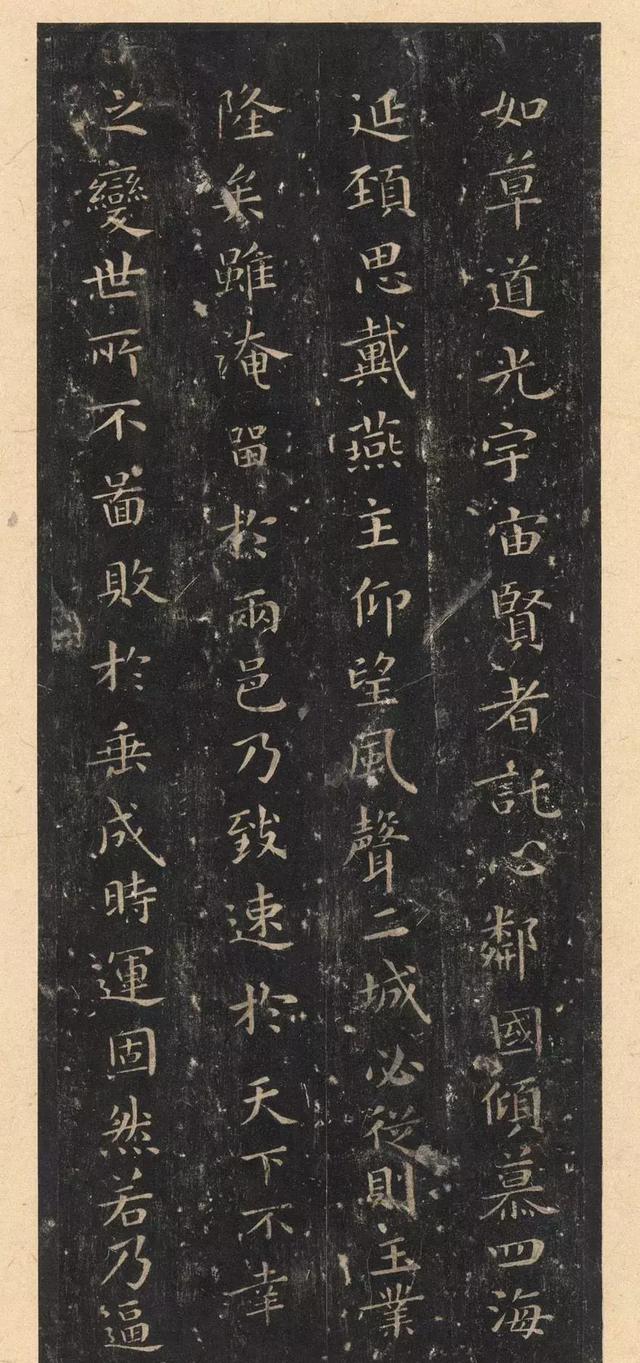 如草道光宇宙賢者託心鄰國傾慕四海
延頸思戴燕主仰望風聲二城必從則王業
隆矣雖淹留於兩邑乃致速於天下不幸
之變世所不啚敗於垂成時運固然若乃逼